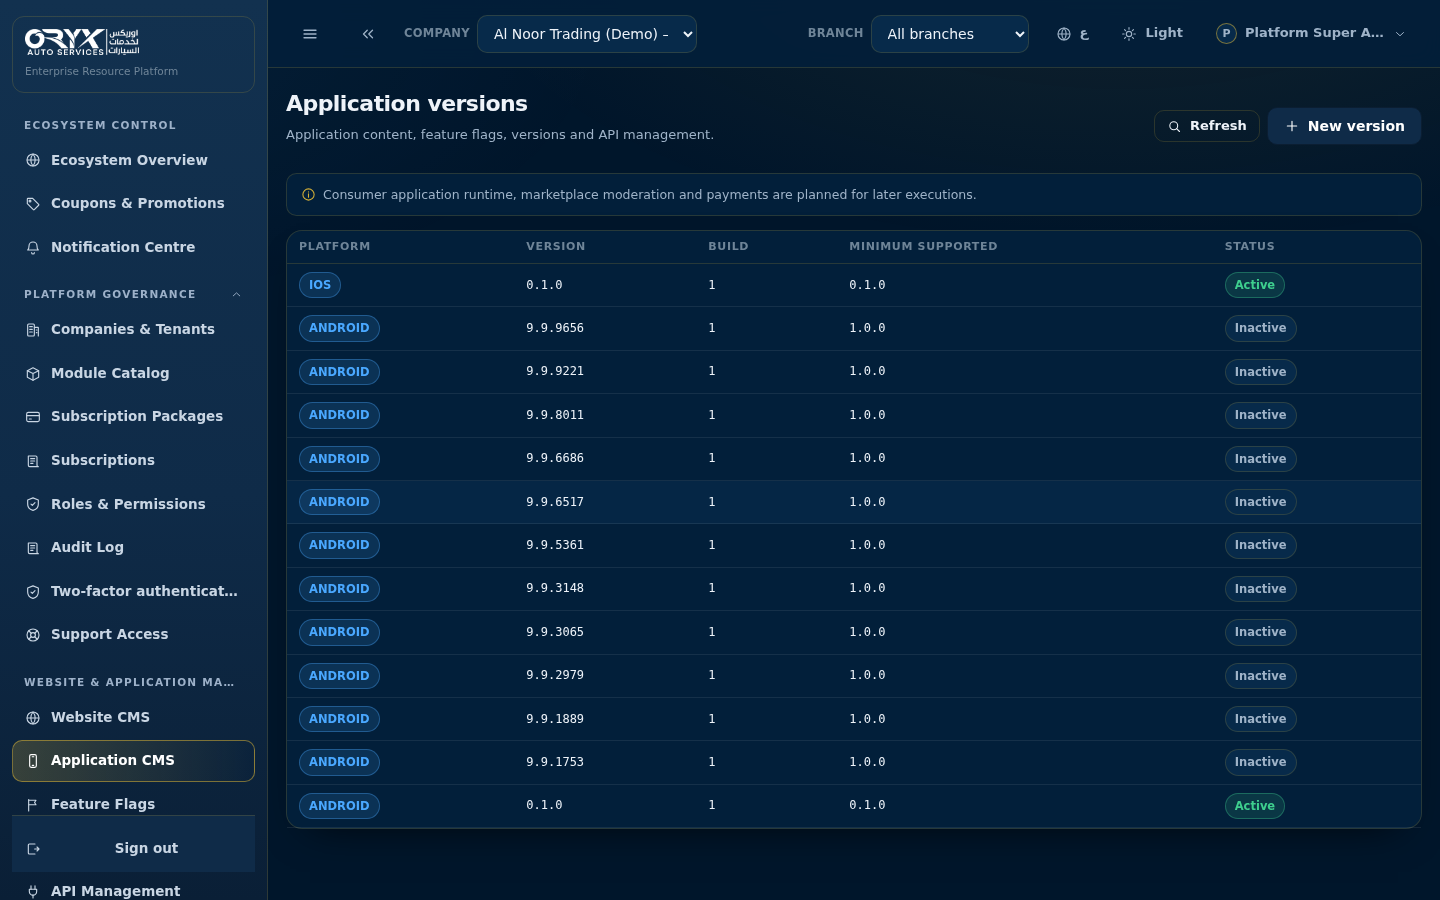 ORYX
اوريكس
لخدمات
السيارات
AUTO SERVICES
Enterprise Resource Platform
ECOSYSTEM CONTROL
Ecosystem Overview
Coupons & Promotions
Notification Centre
PLATFORM GOVERNANCE
Companies & Tenants
Module Catalog
Subscription Packages
Subscriptions
Roles & Permissions
Audit Log
Two-factor authenticat...
Support Access
WEBSITE & APPLICATION MA...
Website CMS
Application CMS
Feature Flags
Sign out
API Management
COMPANY Al Noor Trading (Demo) – BRANCH All branches ع Light P Platform Super A...
Application versions
Application content, feature flags, versions and API management.
Refresh New version
Consumer application runtime, marketplace moderation and payments are planned for later executions.
PLATFORM VERSION BUILD MINIMUM SUPPORTED STATUS
IOS 0.1.0 1 0.1.0 Active
ANDROID 9.9.9656 1 1.0.0 Inactive
ANDROID 9.9.9221 1 1.0.0 Inactive
ANDROID 9.9.8011 1 1.0.0 Inactive
ANDROID 9.9.6686 1 1.0.0 Inactive
ANDROID 9.9.6517 1 1.0.0 Inactive
ANDROID 9.9.5361 1 1.0.0 Inactive
ANDROID 9.9.3148 1 1.0.0 Inactive
ANDROID 9.9.3065 1 1.0.0 Inactive
ANDROID 9.9.2979 1 1.0.0 Inactive
ANDROID 9.9.1889 1 1.0.0 Inactive
ANDROID 9.9.1753 1 1.0.0 Inactive
ANDROID 0.1.0 1 0.1.0 Active